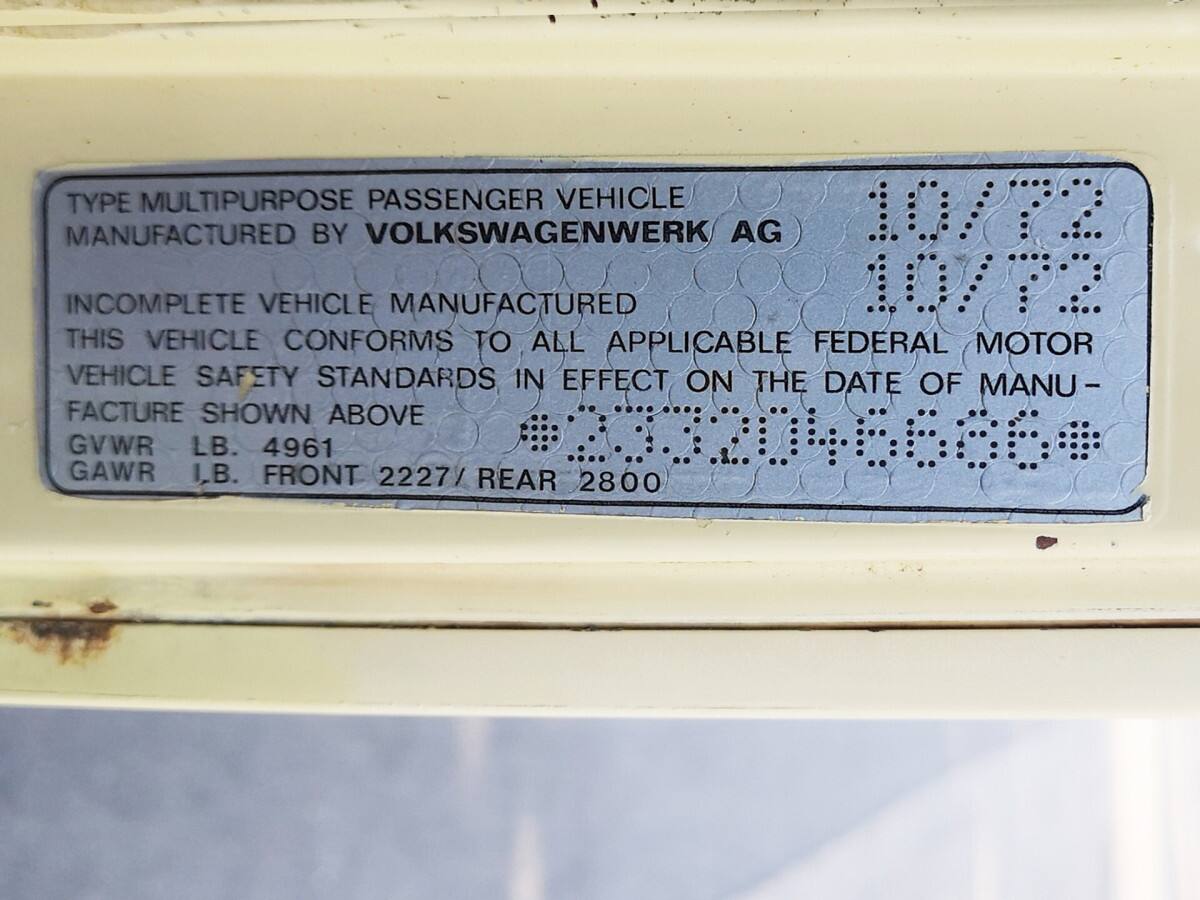 TYPE MULTIPURPOSE PASSENGER VEHICLE 10/72
MANUFACTURED BY VOLKSWAGENWERK AG
INCOMPLETE VEHICLE MANUFACTURED 10/72
THIS VEHICLE CONFORMS TO ALL APPLICABLE FEDERAL MOTOR
VEHICLE SAFETY STANDARDS IN EFFECT ON THE DATE OF MANU-
FACTURE SHOWN ABOVE
GVWR LB. 4961
GAWR LB. FRONT 2227/ REAR 2800